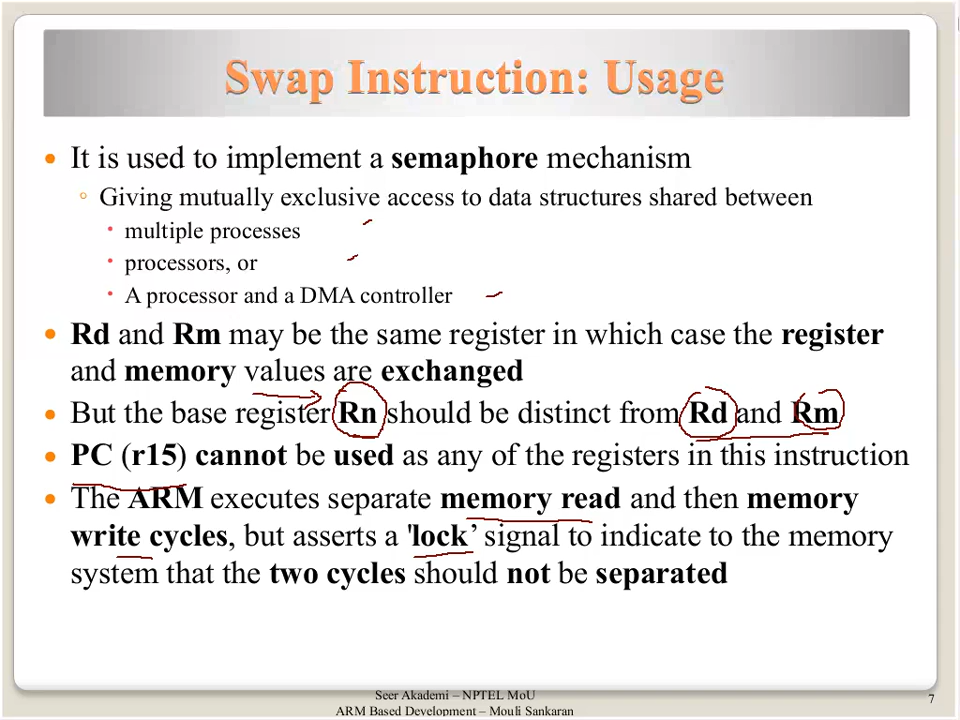 Swap Instruction: Usage
It is used to implement a semaphore mechanism
Giving mutually exclusive access to data structures shared between
multiple processes
processors, or
A processor and a DMA controller
Rd and Rm may be the same register in which case the register
and memory values are exchanged
But the base register Rn should be distinct from Rd and Rm
PC (r15) cannot be used as any of the registers in this instruction
The ARM executes separate memory read and then memory
write cycles, but asserts a 'lock’ signal to indicate to the memory
system that the two cycles should not be separated
Seer Akademi – NPTEL MoU
ARM Based Development – Mouli Sankaran
7